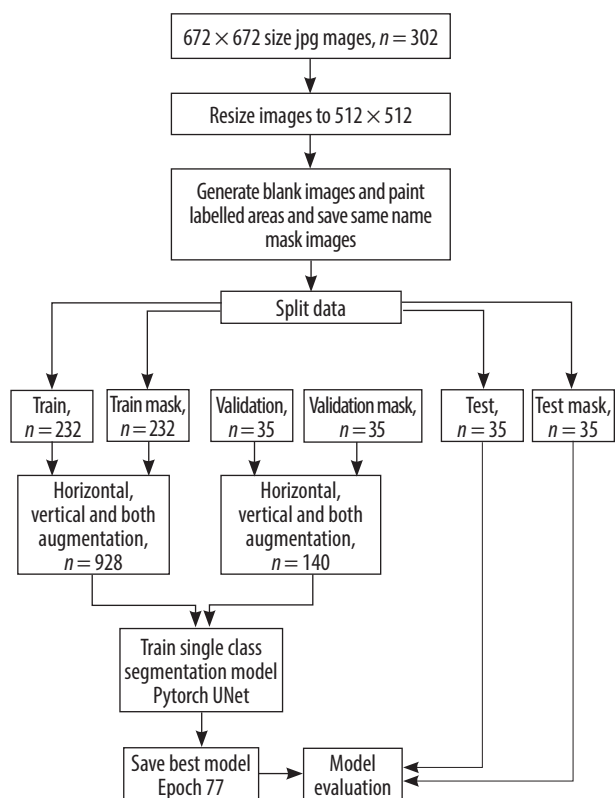 672 × 672 size jpg mages, n = 302
Resize images to 512 × 512
Generate blank images and paint
labelled areas and save same name
mask images
Split data
Train,
n = 232
Train mask,
n = 232
Validation,
n = 35
Validation mask,
n = 35
Test,
n = 35
Test mask,
n = 35
Horizontal,
vertical and both
augmentation,
n = 928
Horizontal,
vertical and both
augmentation,
n = 140
Train single class
segmentation model
Pytorch UNet
Save best model
Epoch 77
Model
evaluation